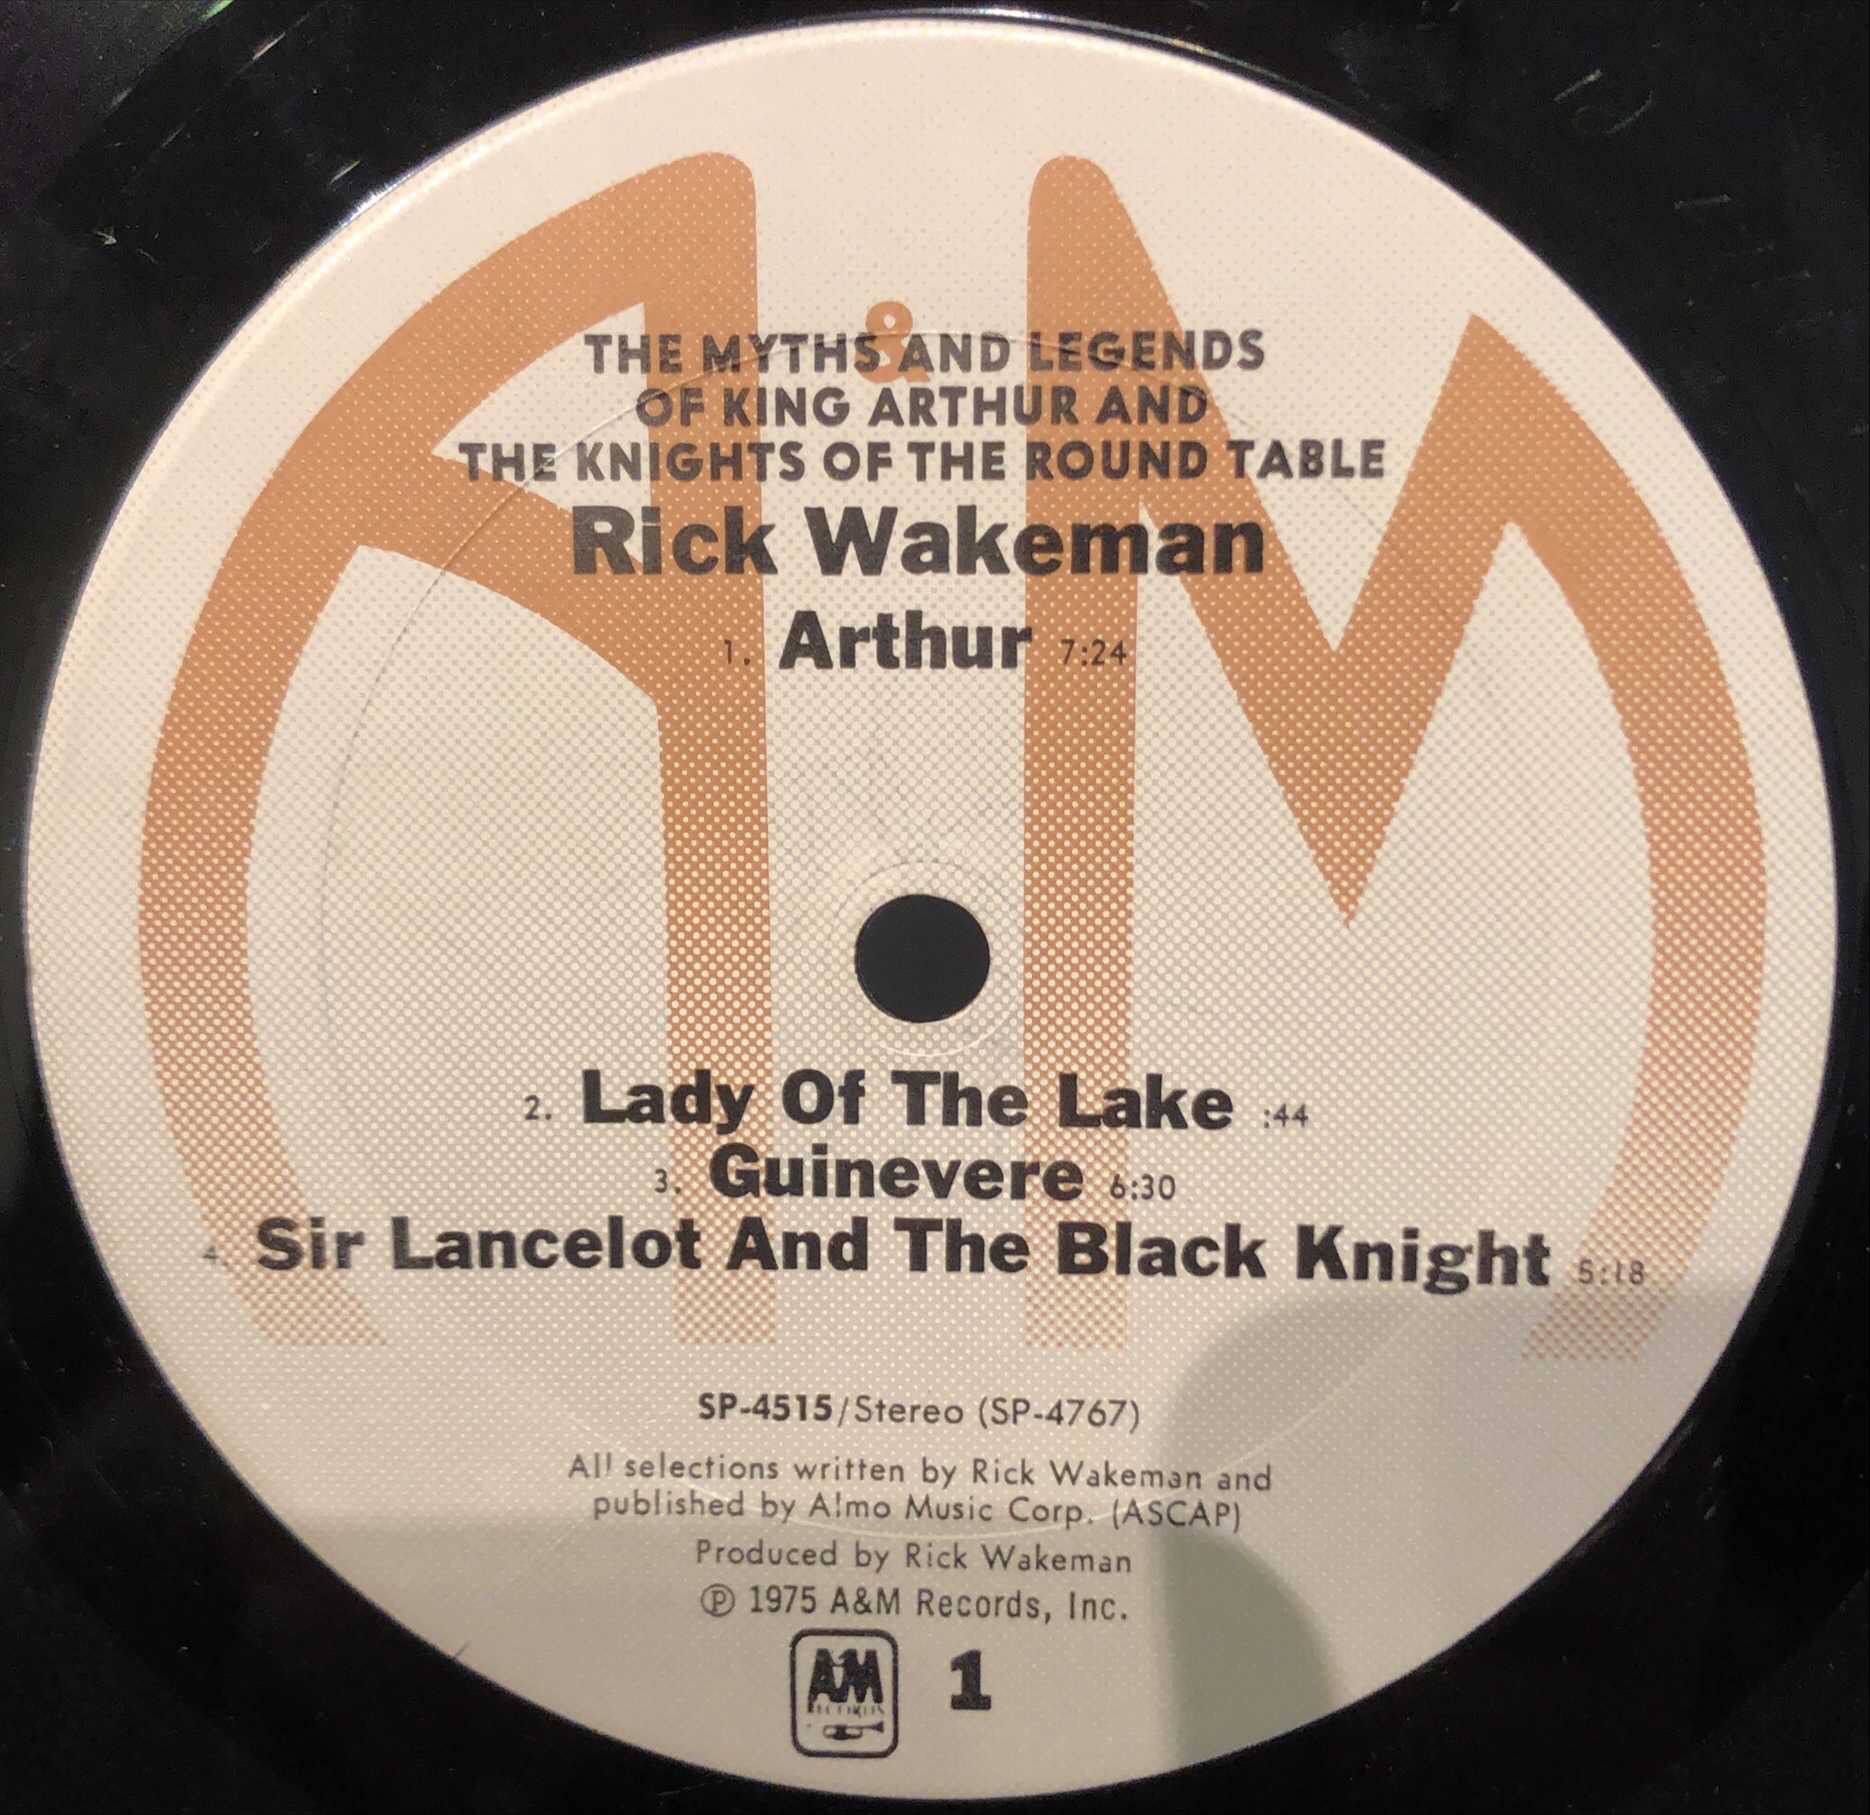 &
THE MYTHS AND LEGENDS
OF KING ARTHUR AND
THE KNIGHTS OF THE ROUND TABLE
Rick Wakeman
1. Arthur 7:24
2. Lady Of The Lake :44
3. Guinevere 6:30
4. Sir Lancelot And The Black Knight 5:18
SP-4515/Stereo (SP-4767)
All selections written by Rick Wakeman and
published by Almo Music Corp. (ASCAP)
Produced by Rick Wakeman
℗ 1975 A&M Records, Inc.
A&M 1
RECORDS